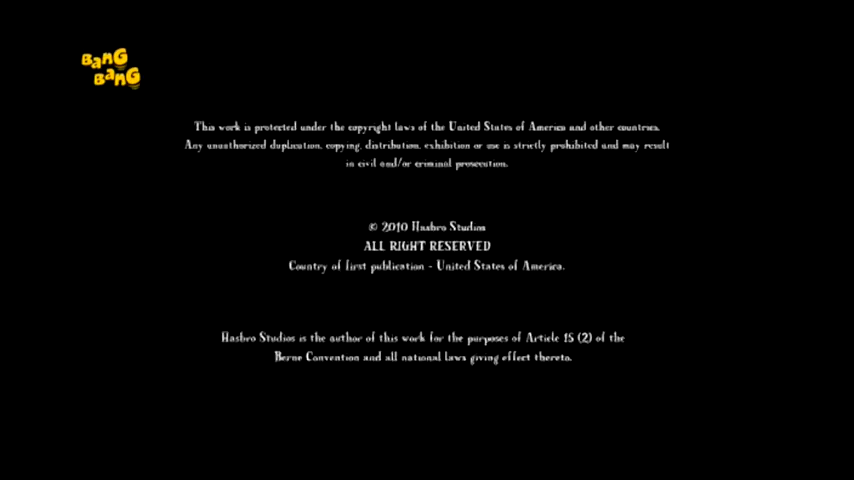 BANG
BANG
This work is protected under the copyright laws of the United States of America and other countries.
Any unauthorized duplication, copying, distribution, exhibition or use is strictly prohibited and may result
in civil and/or criminal prosecution.
© 2010 Hasbro Studios
ALL RIGHT RESERVED
Country of first publication - United States of America.
Hasbro Studios is the author of this work for the purposes of Article 15 (2) of the
Berne Convention and all national laws giving effect thereto.